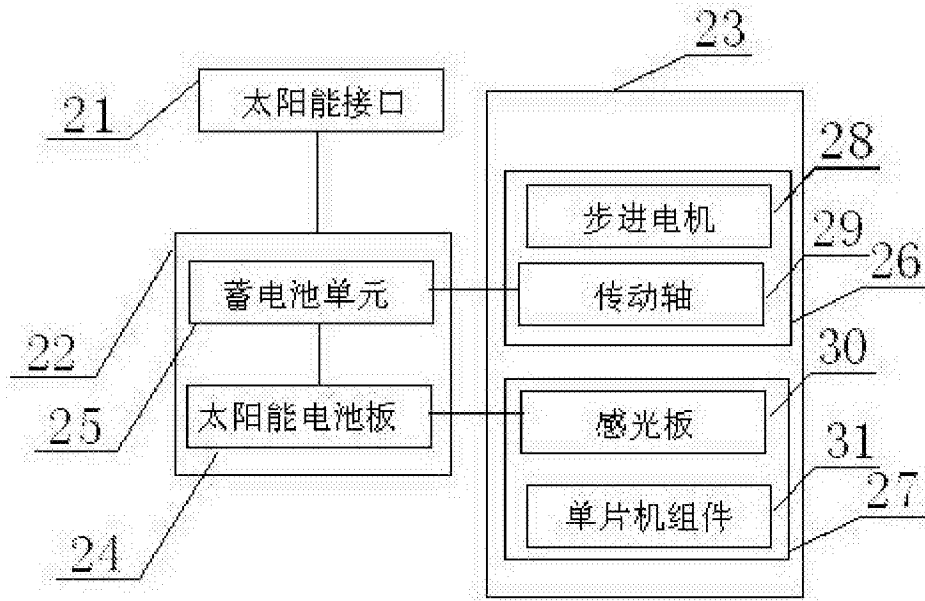 23
21
太阳能接口
28
步进电机
29
蓄电池单元
传动轴
26
22
30
25
太阳能电池板
感光板
31
单片机组件
27
24